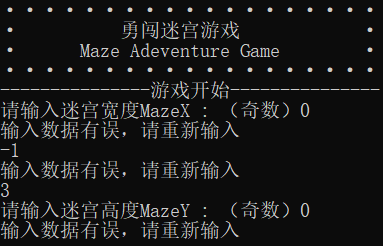 • • • • • • • • • • • • • • • • • • • •
• 勇闯迷宫游戏 •
• Maze Adeventure Game •
• • • • • • • • • • • • • • • • • • • •
---------------游戏开始---------------
请输入迷宫宽度MazeX : （奇数）0
输入数据有误，请重新输入
-1
输入数据有误，请重新输入
3
请输入迷宫高度MazeY : （奇数）0
输入数据有误，请重新输入